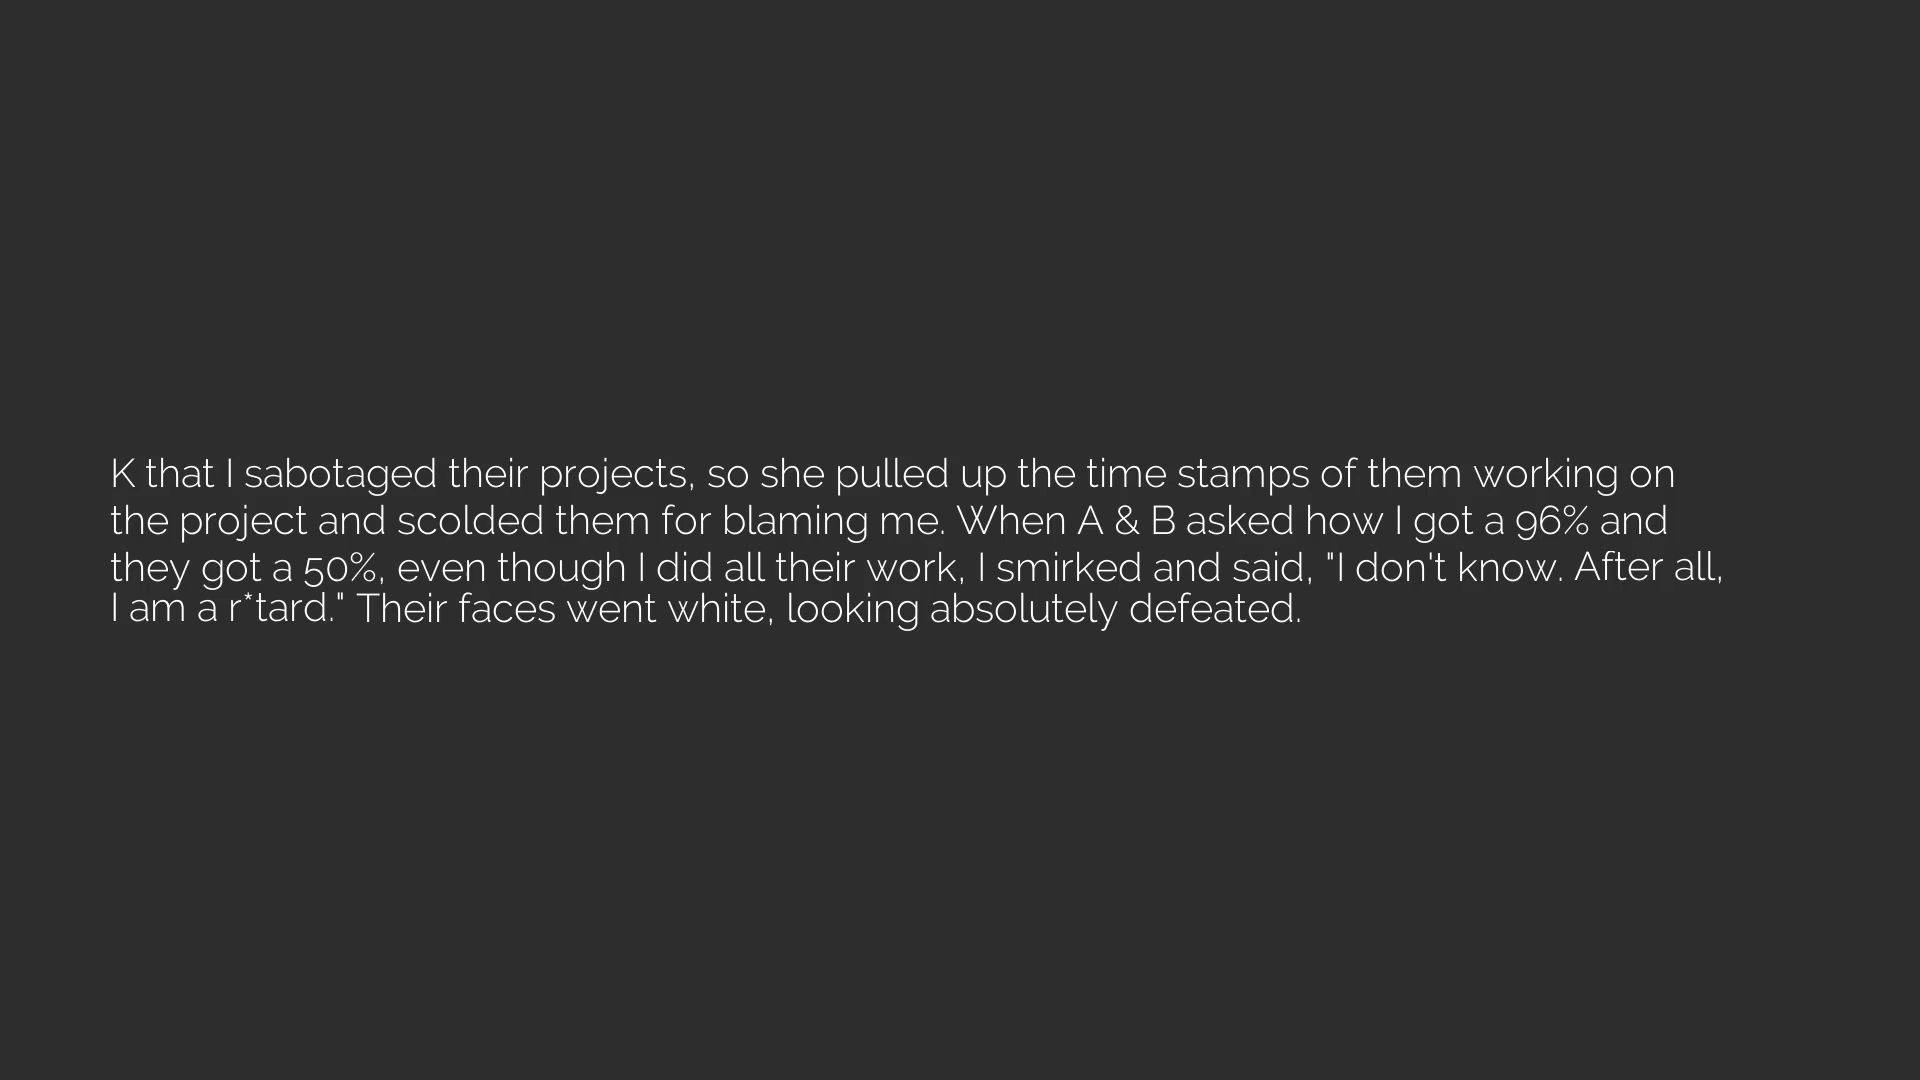 K that I sabotaged their projects, so she pulled up the time stamps of them working on
the project and scolded them for blaming me. When A & B asked how I got a 96% and
they got a 50%, even though I did all their work, I smirked and said, "I don't know. After all,
I am a r*tard." Their faces went white, looking absolutely defeated.